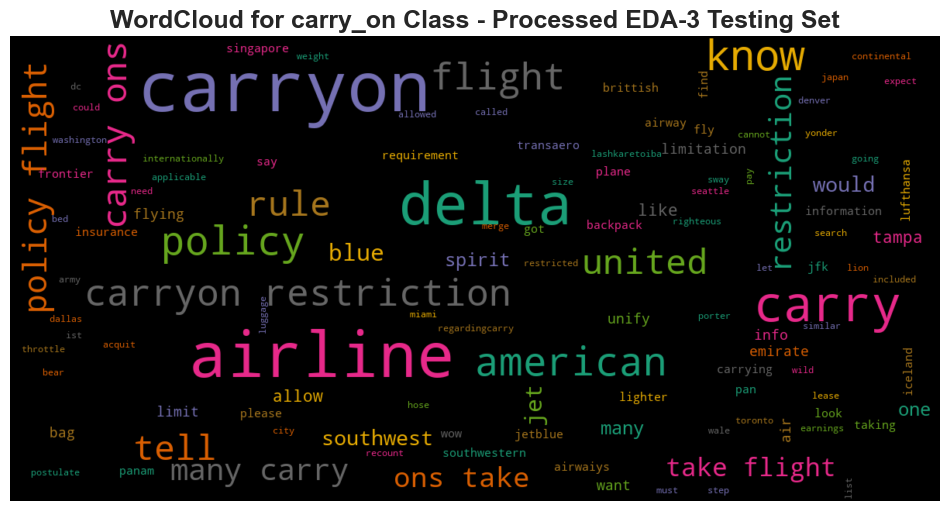 WordCloud for carry_on Class - Processed EDA-3 Testing Set
singapore
weight
know
continental
carry ons
carryon
flight
japan
expect
dc
policy flight
could
allowed
called
brittish
find
denver
restriction
yonder
washington
airway
fly
cannot
transaero
limitation
going
internationally
say
requirement
lashkaretoiba
frontier
applicable
plane
pay
would
lufthansa
need
delta
size
sway
seattle
bed
flying
rule
like
information
insurance
merge
got
backpack
righteous
search
tampa
policy
blue
spirit
united
restricted
let
jfk
lion
army
included
carryon restriction
luggage
carry
dallas
miami
unify
porter
ist
regardingcarry
info
similar
throttle
acquit
airline
american
emirate
bear
carrying
wild
iceland
pan
allow
jet
lighter
lease
limit
please
hose
look
one
toronto
earnings
taking
air
bag
city
southwest
wow
jetblue
many
wale
tell
recount
southwestern
postulate
panam
many carry
ons take
airwaiys
take flight
want
must
step
list